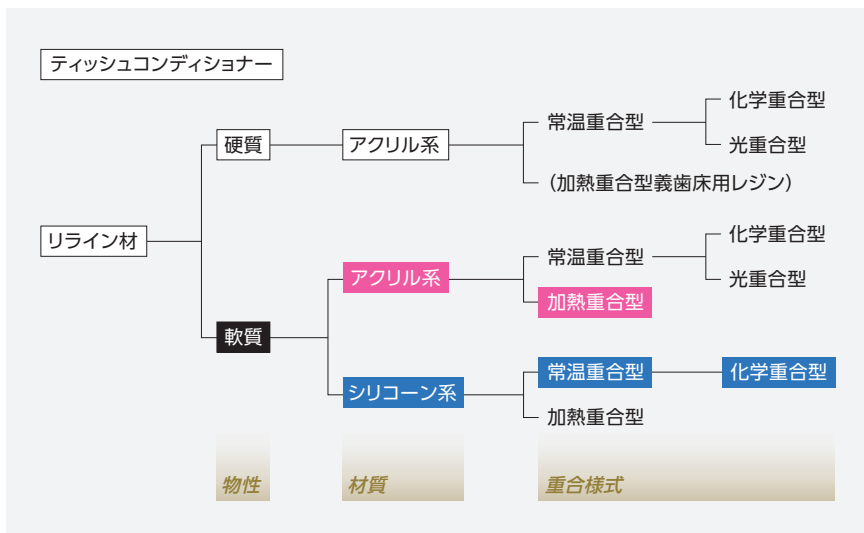 ティッシュコンディショナー
リライン材
硬質
アクリル系
常温重合型
化学重合型
光重合型
(加熱重合型義歯床用レジン)
軟質
アクリル系
常温重合型
化学重合型
光重合型
加熱重合型
シリコーン系
常温重合型
化学重合型
加熱重合型
物性
材質
重合様式